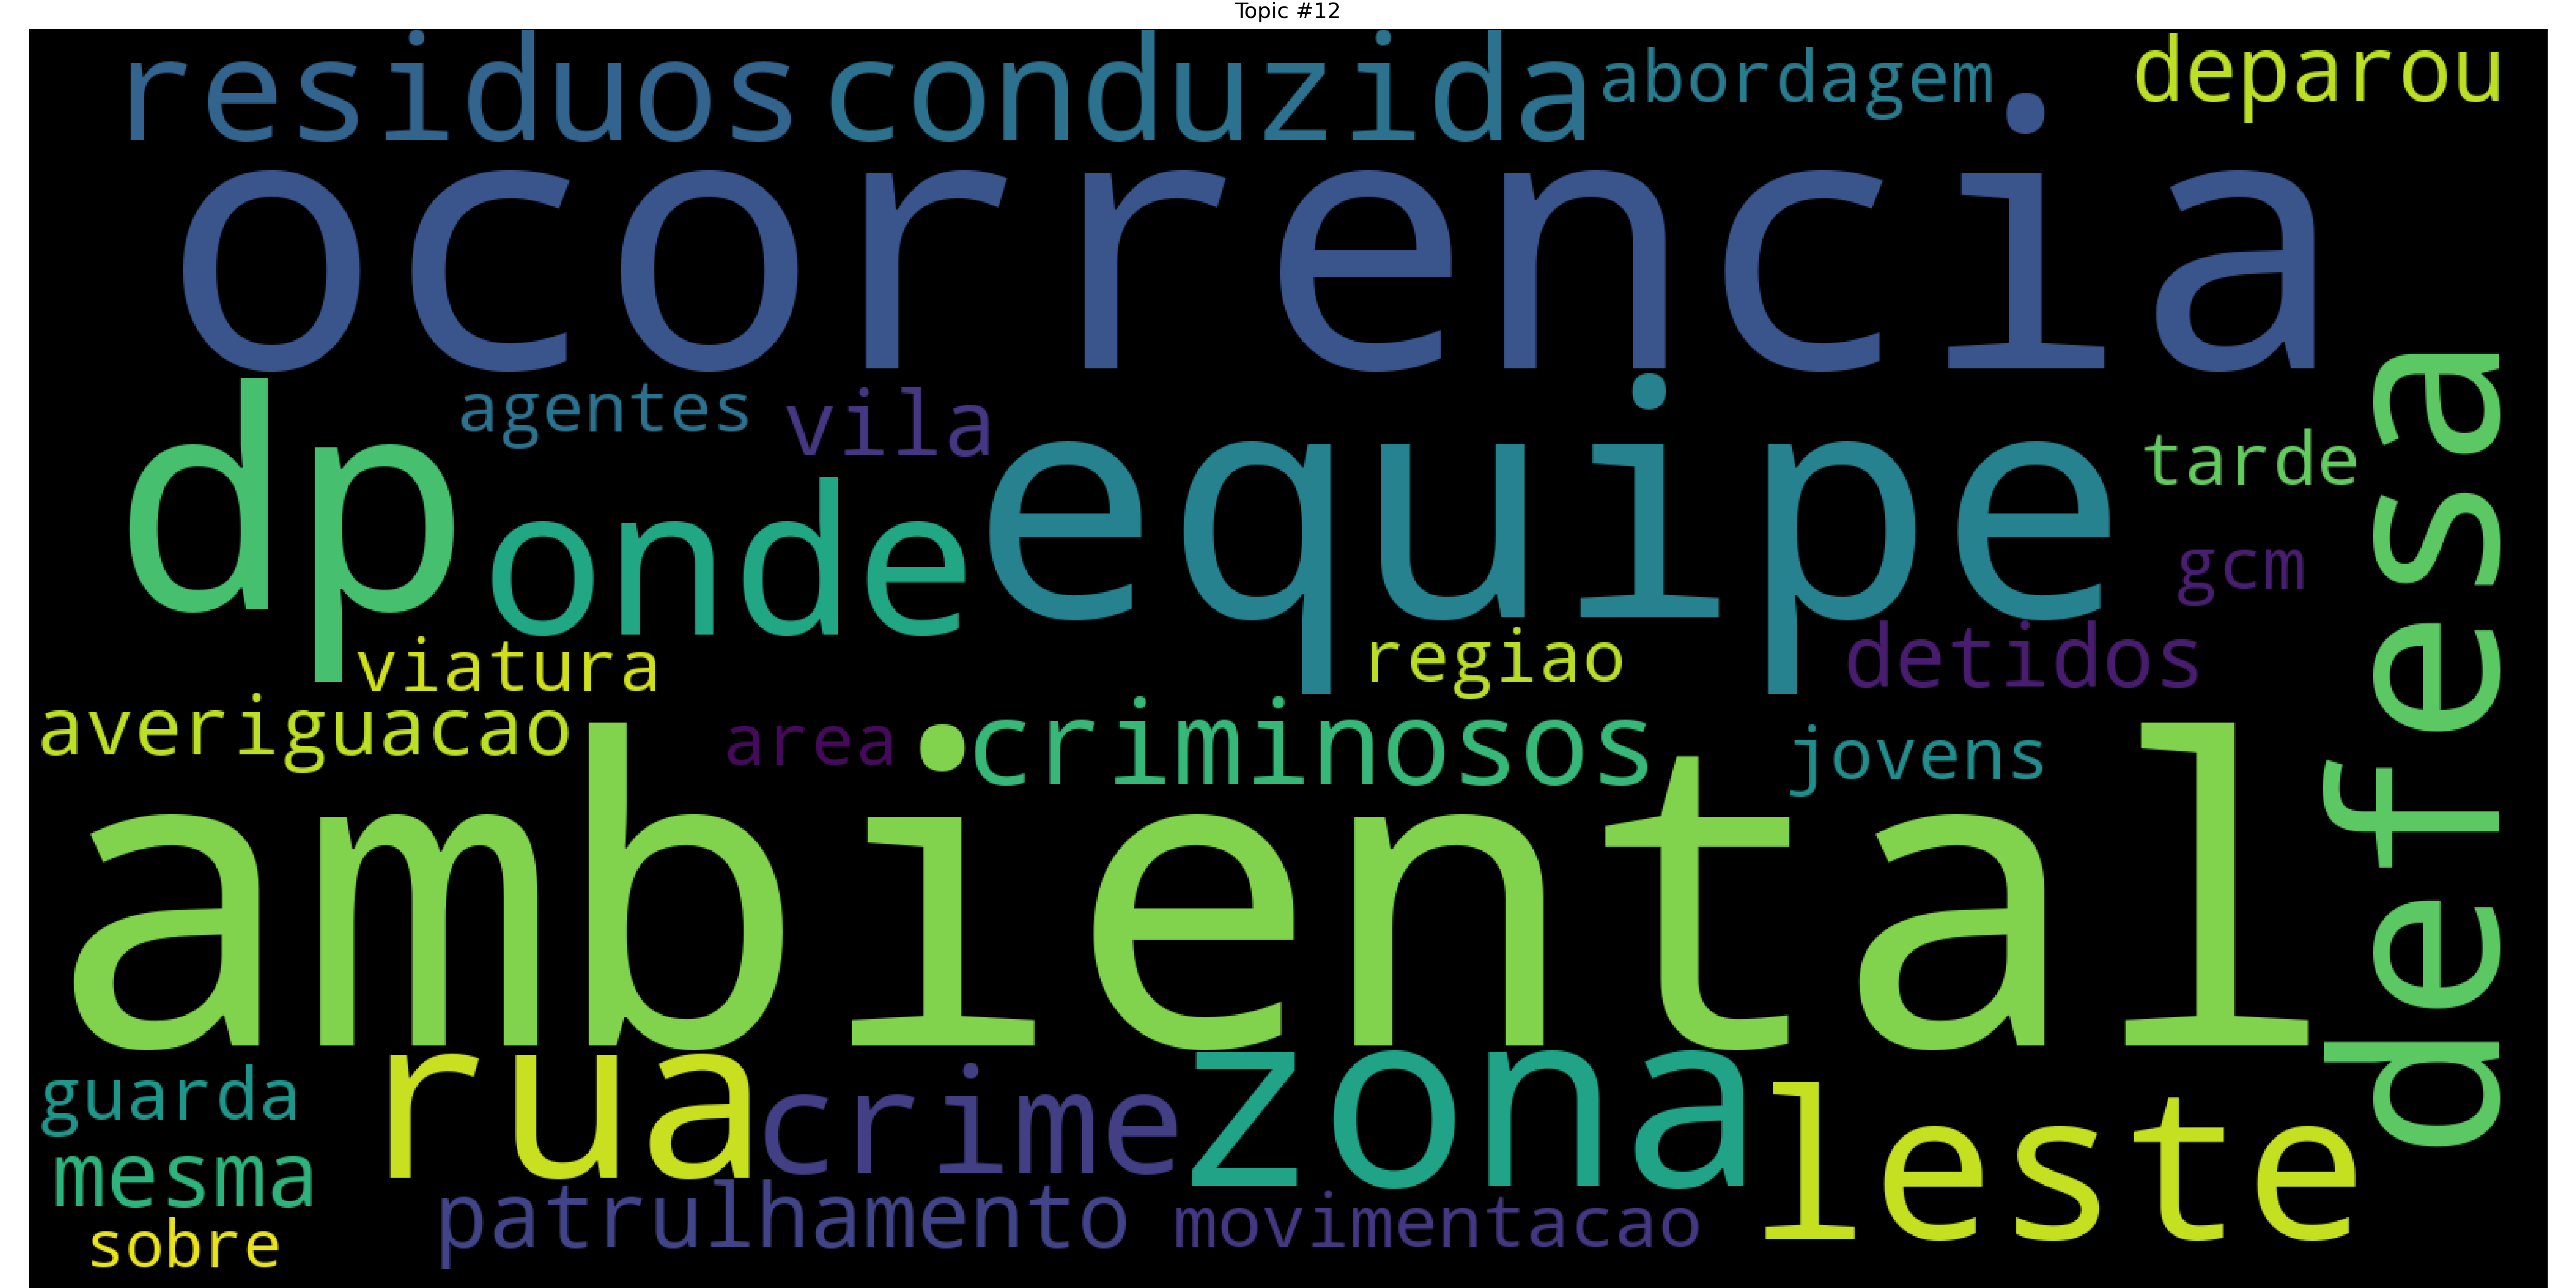 Topic #12
residuos conduzida abordagem deparou
ocorrencia
agentes vila
dp onde equipe tarde
gcm
defesa
viatura regiao detidos
averiguacao area criminosos jovens
ambiental
guarda rua crime zona leste
mesma
sobre patrulhamento movimentacao